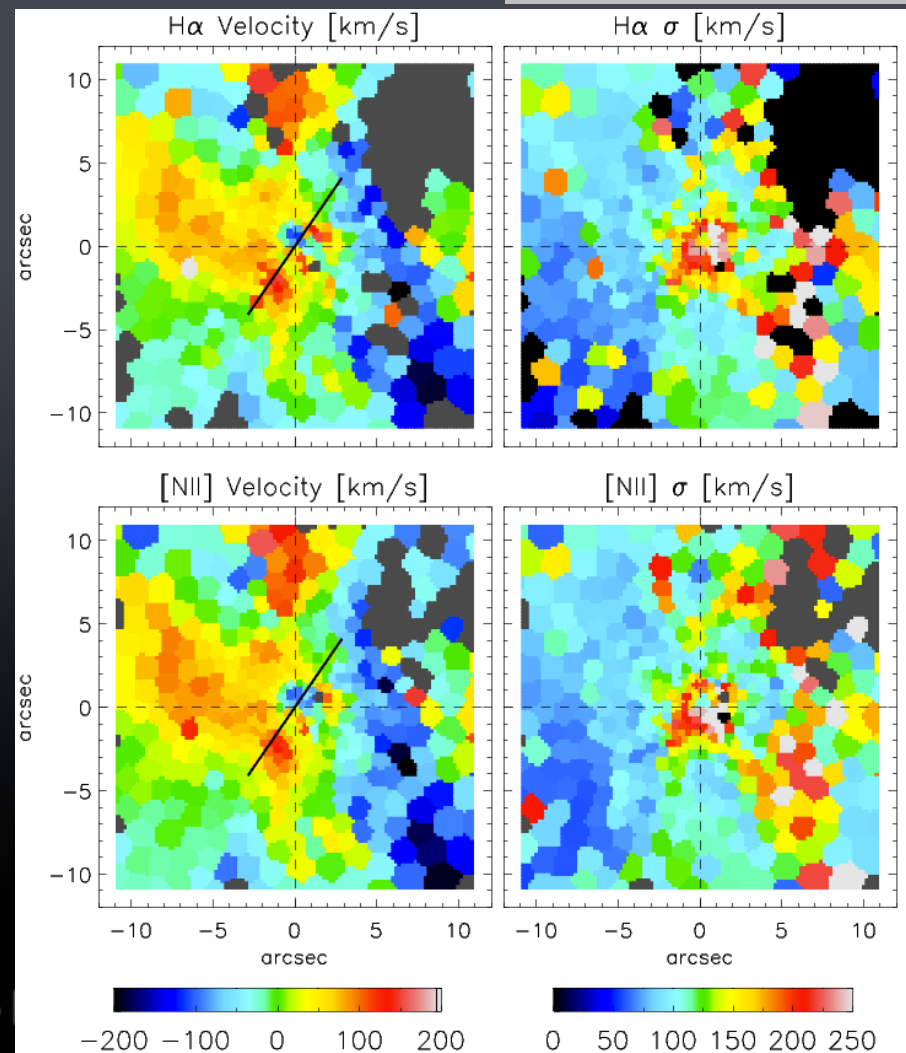 Hα Velocity [km/s]
Hα σ [km/s]
10
5
0
−5
−10
arcsec
[NII] Velocity [km/s]
[NII] σ [km/s]
10
5
0
−5
−10
arcsec
−10 −5 0 5 10
−10 −5 0 5 10
arcsec
arcsec
−200 −100 0 100 200
0 50 100 150 200 250